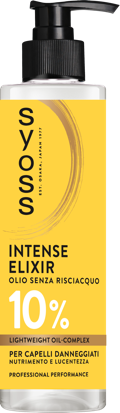 syoss
EST. OSAKA, JAPAN 1977
INTENSE
ELIXIR
OLIO SENZA RISCIACQUO
10%
LIGHTWEIGHT OIL-COMPLEX
PER CAPELLI DANNEGGIATI
NUTRIMENTO E LUCENTEZZA
PROFESSIONAL PERFORMANCE